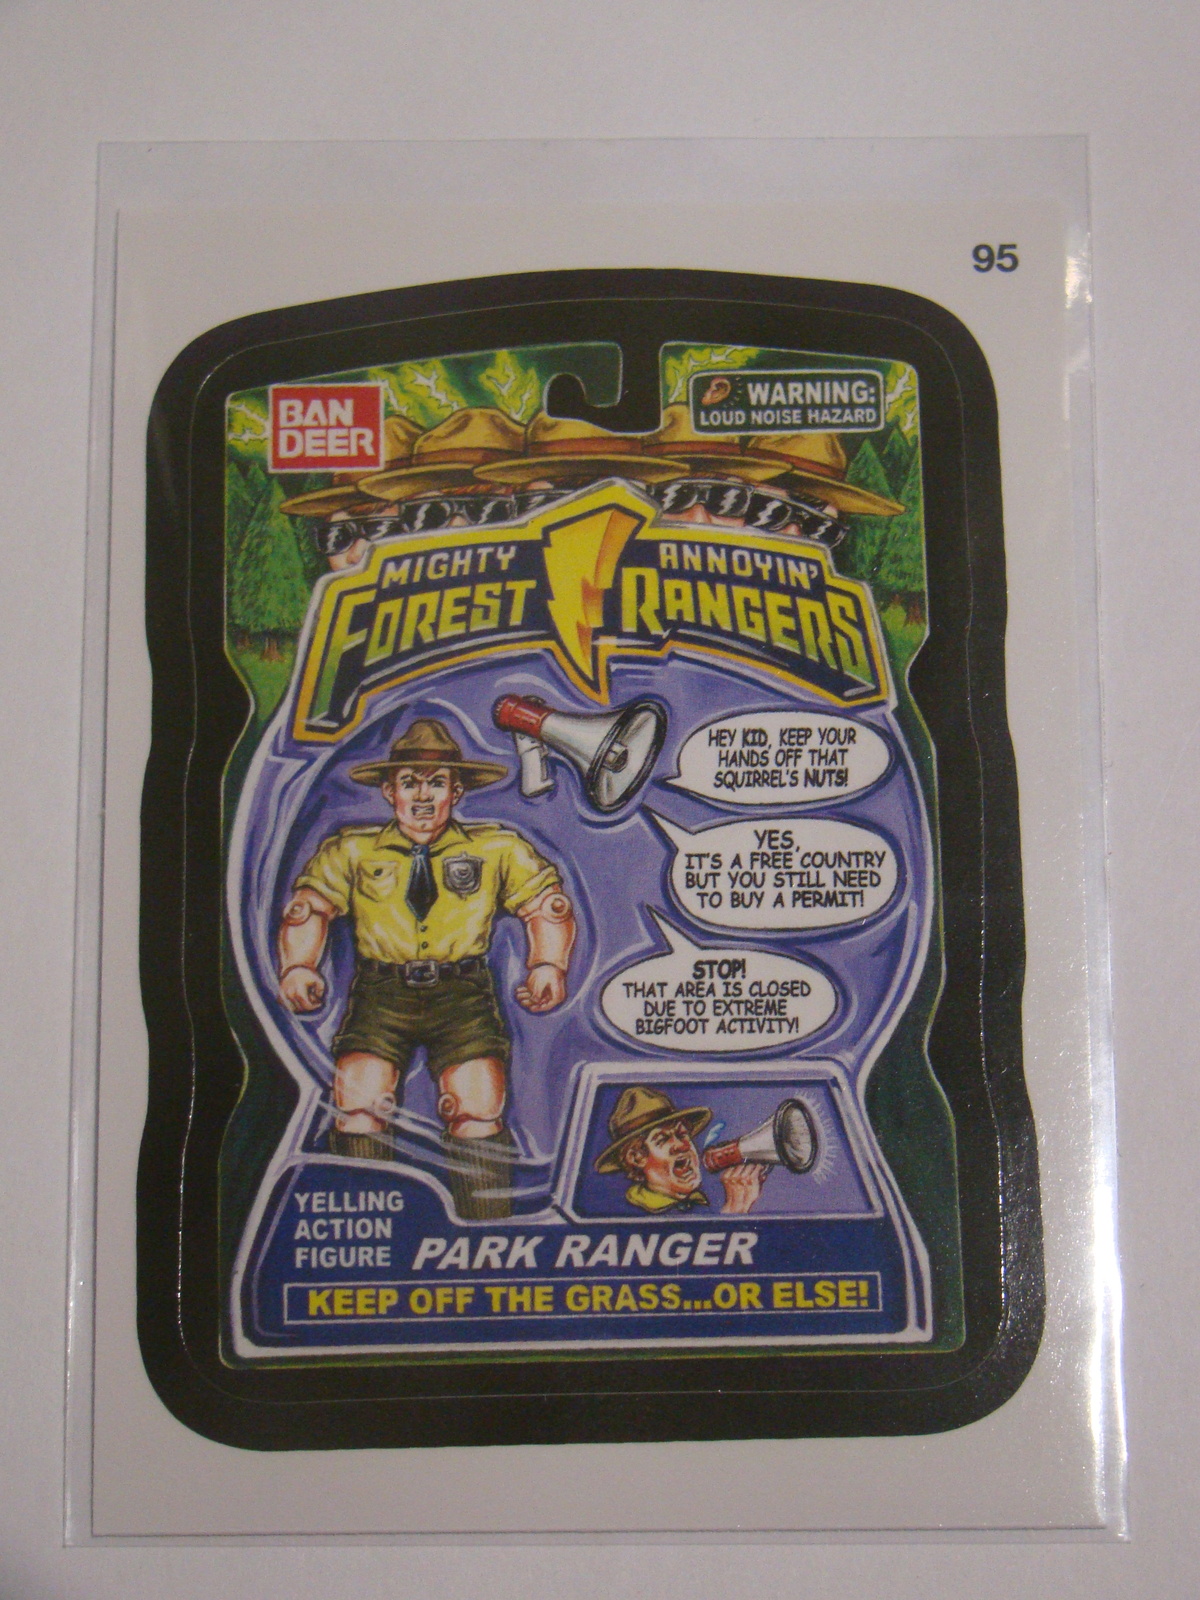 95
BAN
DEER
WARNING:
LOUD NOISE HAZARD
MIGHTY ANNOYIN'
FOREST RANGERS
HEY KID, KEEP YOUR
HANDS OFF THAT
SQUIRREL'S NUTS!
YES,
IT'S A FREE COUNTRY
BUT YOU STILL NEED
TO BUY A PERMIT!
STOP!
THAT AREA IS CLOSED
DUE TO EXTREME
BIGFOOT ACTIVITY!
YELLING
ACTION
FIGURE
PARK RANGER
KEEP OFF THE GRASS...OR ELSE!